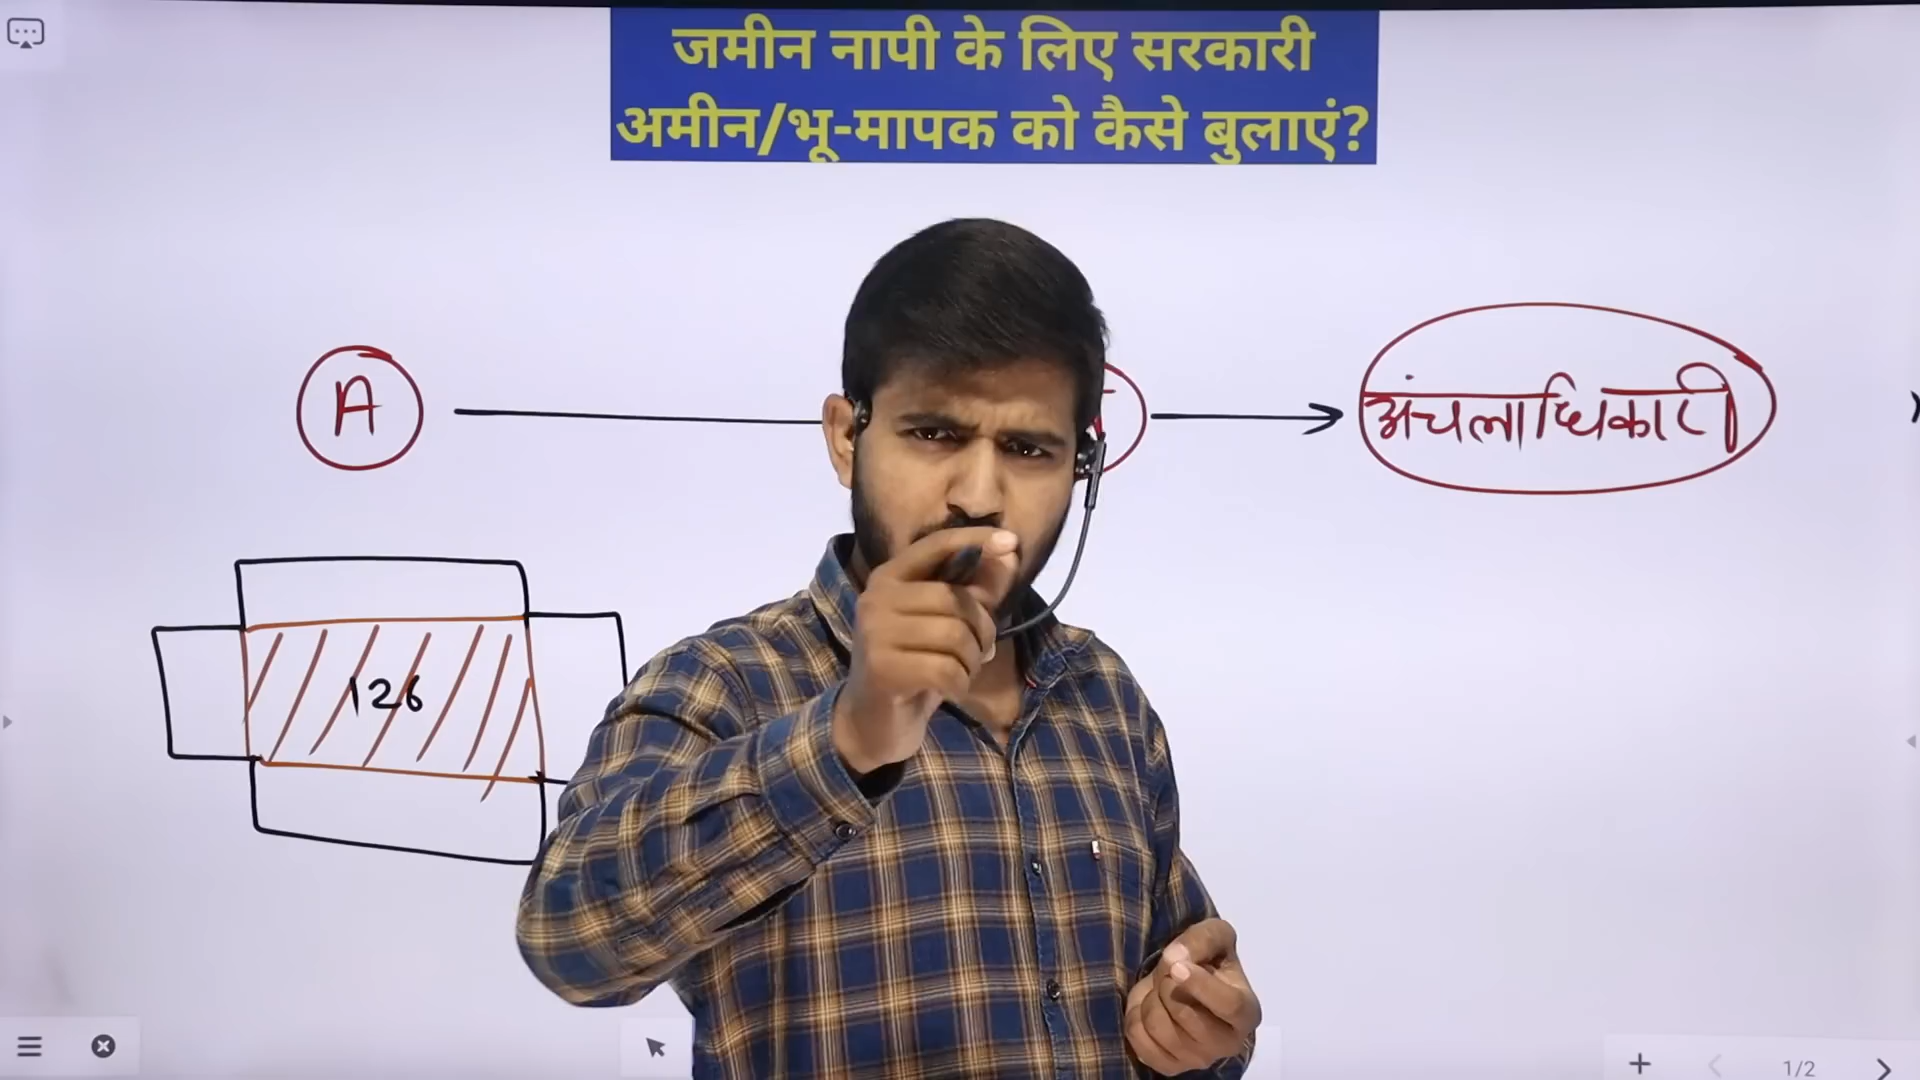 जमीन नापी के लिए सरकारी
अमीन/भू-मापक को कैसे बुलाएं?
A
अंचलाधिकारी
126
1/2